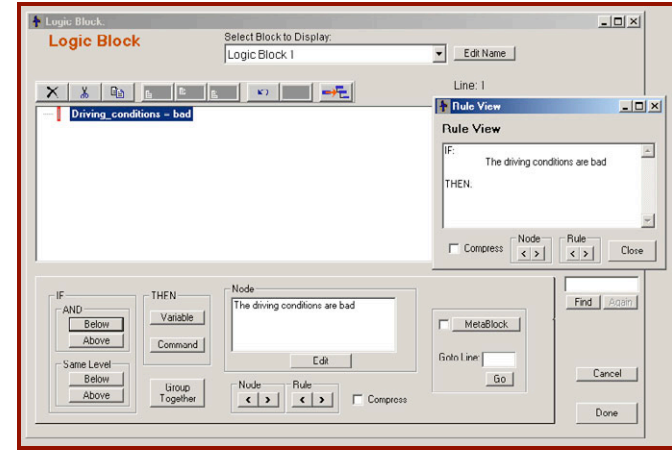 Logic Block.
Logic Block
Select Block to Display:
Logic Block 1
Edit Name
Line: 1
Driving_conditions = bad
Rule View
Rule View
IF:
The driving conditions are bad
THEN.
Compress
Node
< >
Rule
< >
Close
IF
AND
Below
Above
Same Level
Below
Above
THEN
Variable
Command
Group
Together
Node
The driving conditions are bad
Edit
Node
< >
Rule
< >
Compress
MetaBlock
Goto Line:
Go
Find
Again
Cancel
Done